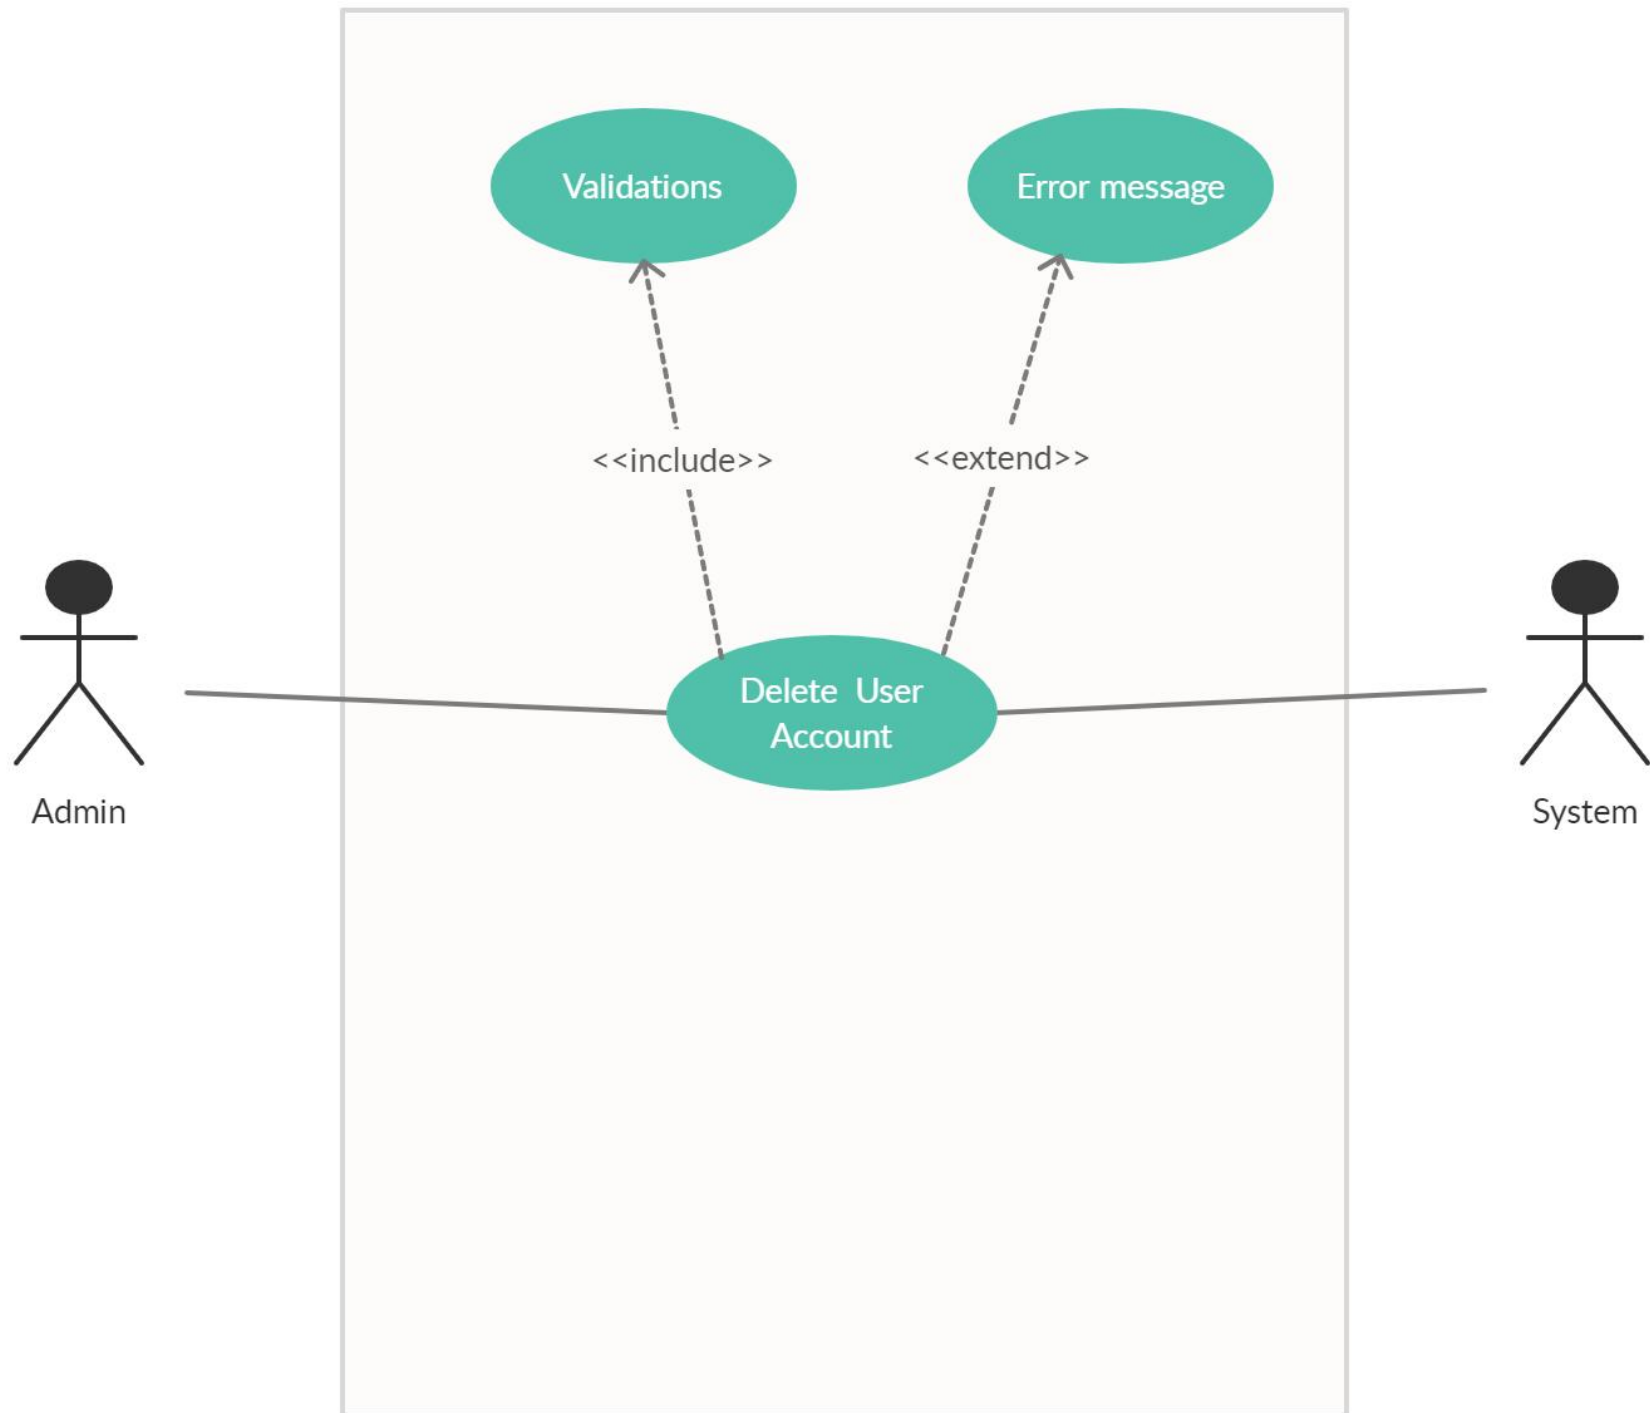 Validations
Error message
<<include>>
<<extend>>
Delete User
Account
Admin
System